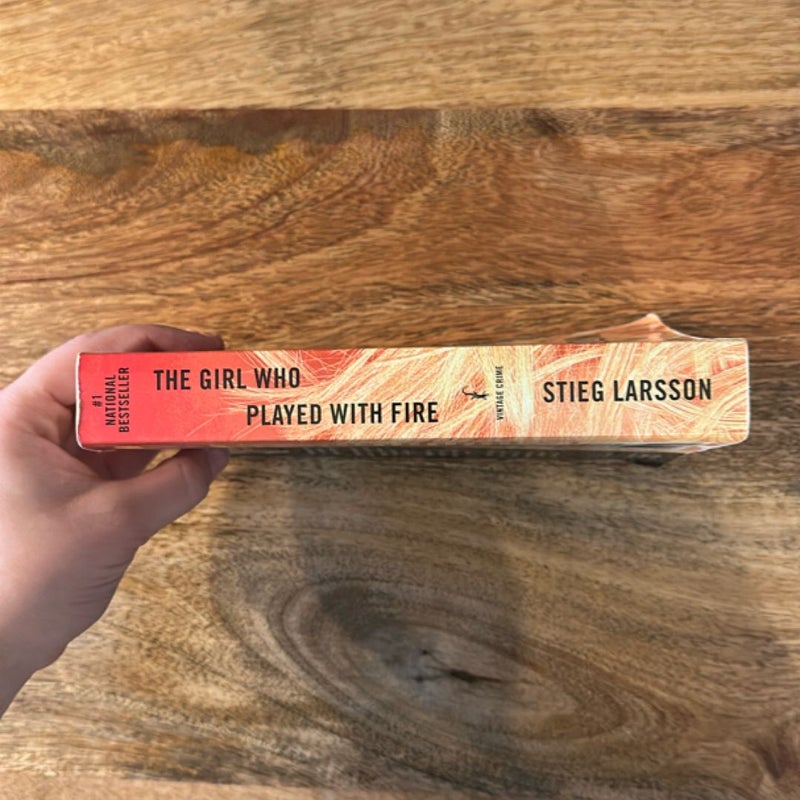 #1
NATIONAL
BESTSELLER
THE GIRL WHO
PLAYED WITH FIRE
VINTAGE CRIME
STIEG LARSSON